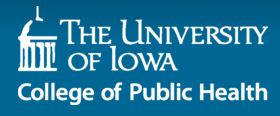 THE UNIVERSITY
OF IOWA
College of Public Health